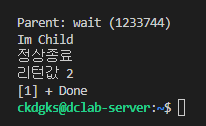 Parent: wait (1233744)
Im Child
정상종료
리턴값 2
[1] + Done
ckdgks@dclab-server:~$